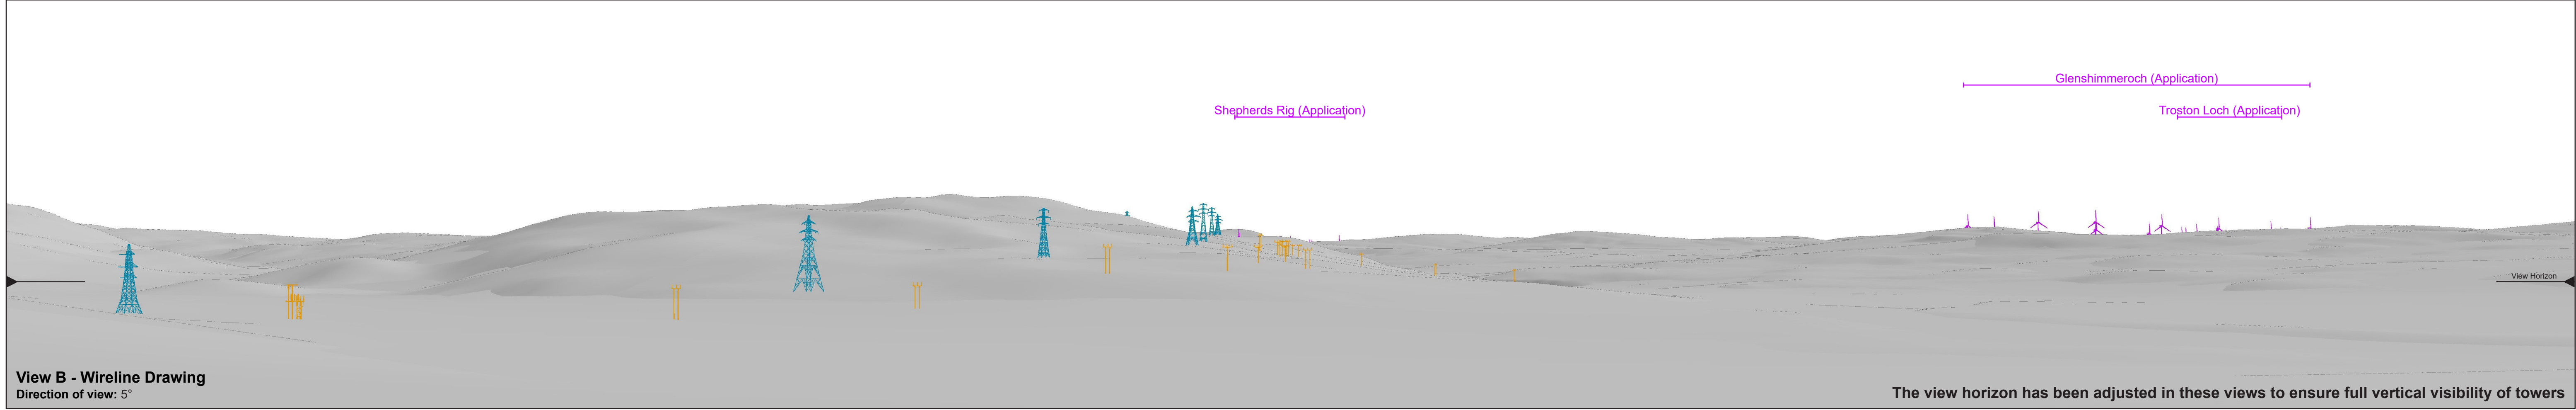 Glenshimmeroch (Application)
Shepherds Rig (Application)
Troston Loch (Application)
View Horizon
View B - Wireline Drawing
Direction of view: 5°
The view horizon has been adjusted in these views to ensure full vertical visibility of towers